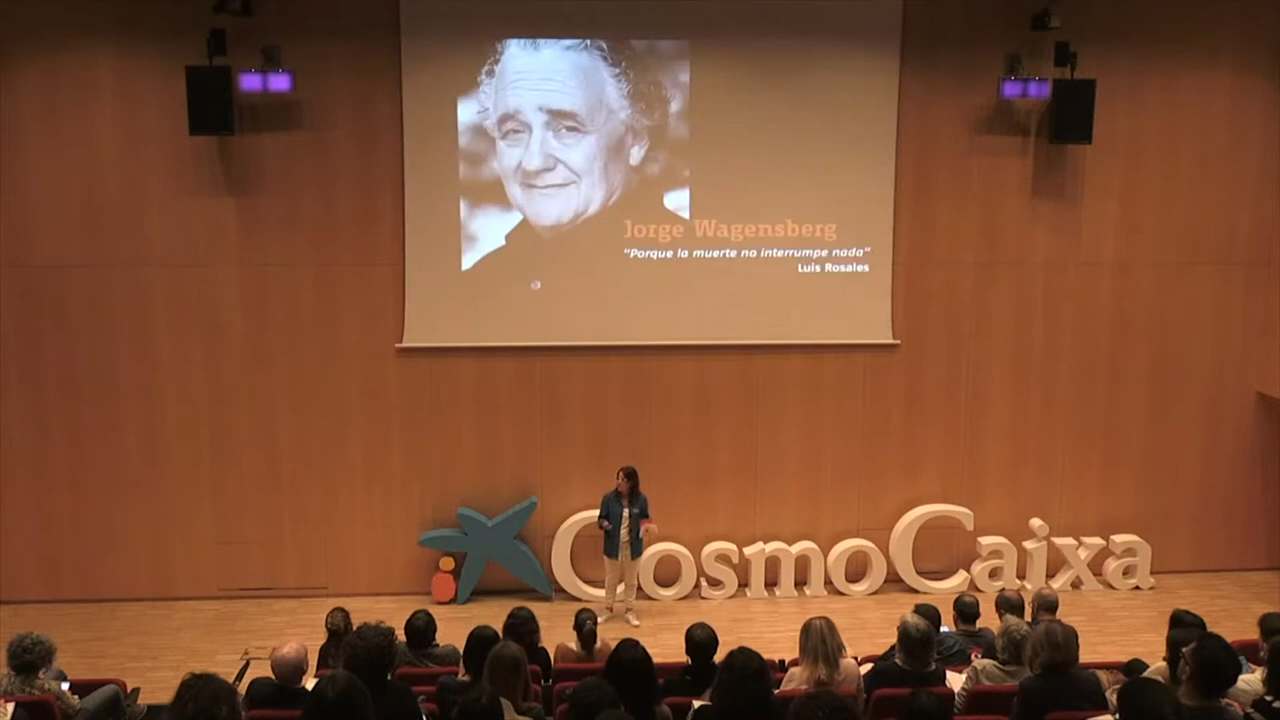 Jorge Wagensberg
"Porque la muerte no interrumpe nada"
Luis Rosales
CosmoCaixa